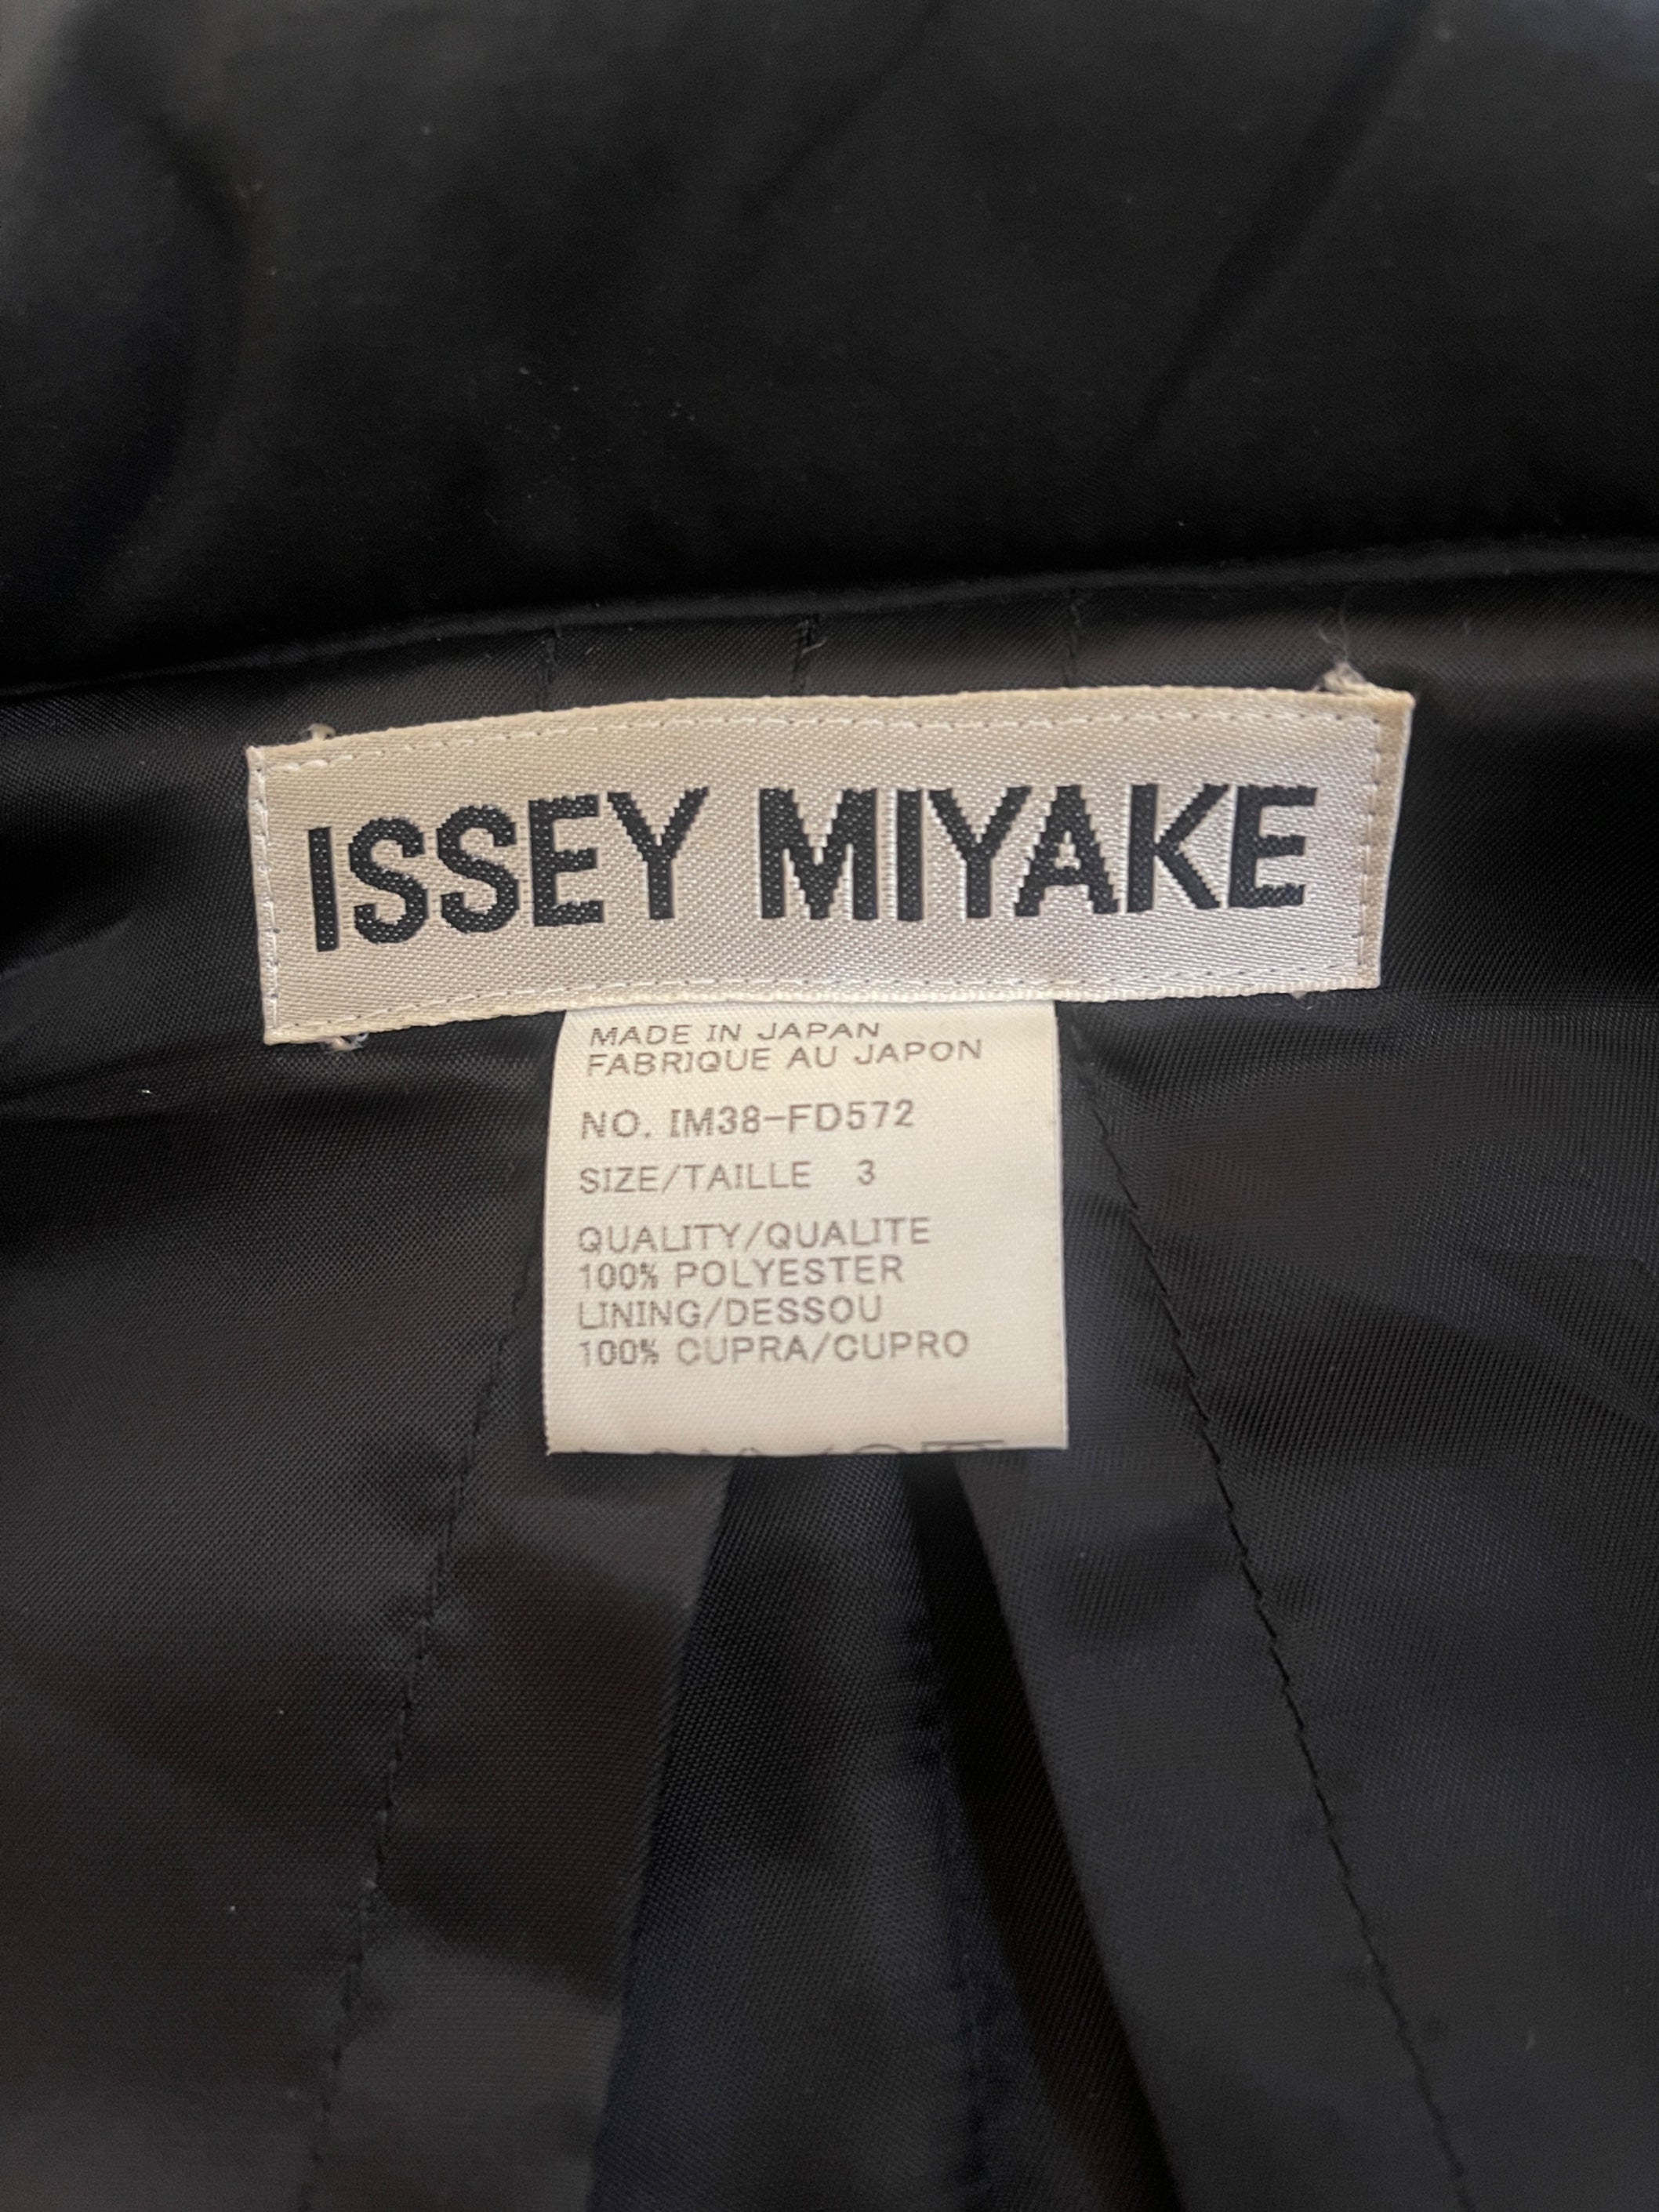 ISSEY MIYAKE
MADE IN JAPAN
FABRIQUE AU JAPON
NO. IM38-FD572
SIZE/TAILLE 3
QUALITY/QUALITE
100% POLYESTER
LINING/DESSOU
100% CUPRA/CUPRO